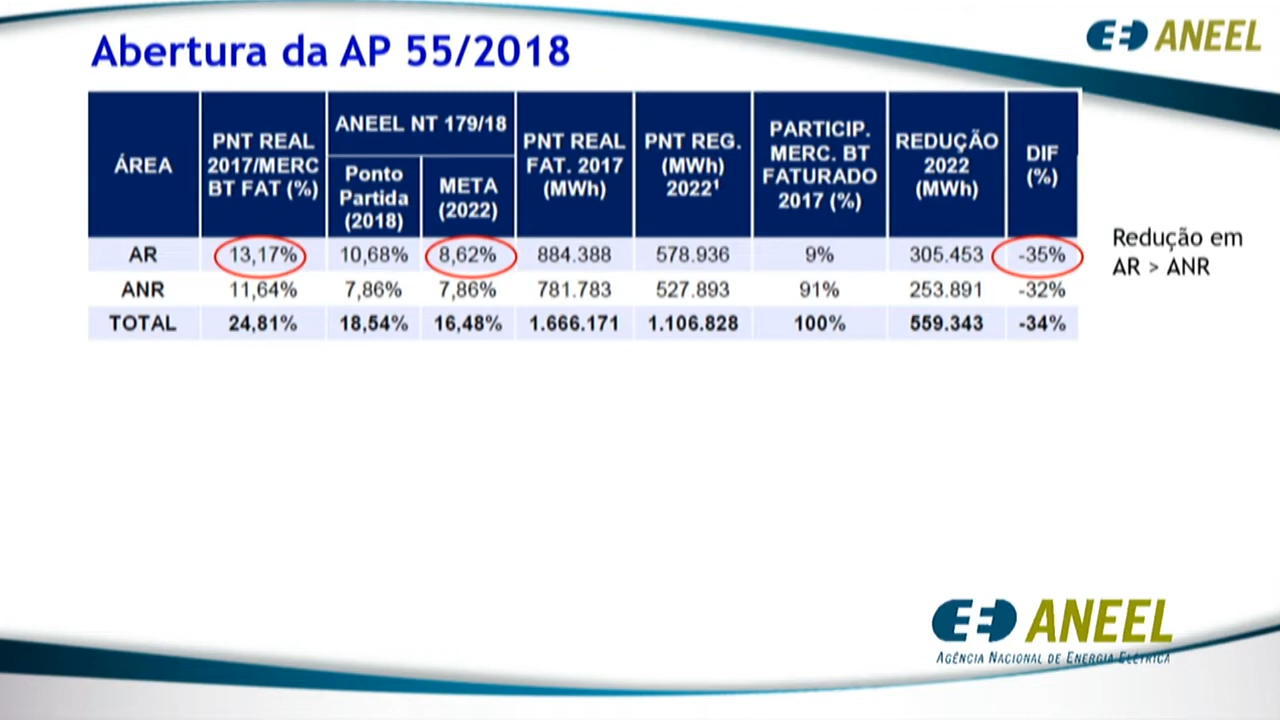 Abertura da AP 55/2018
ANEEL
ÁREA
PNT REAL
2017/MERC
BT FAT (%)
ANEEL NT 179/18
Ponto
Partida
(2018)
META
(2022)
PNT REAL
FAT. 2017
(MWh)
PNT REG.
(MWh)
2022¹
PARTICIP.
MERC. BT
FATURADO
2017 (%)
REDUÇÃO
2022
(MWh)
DIF
(%)
AR 13,17% 10,68% 8,62% 884.388 578.936 9% 305.453 -35%
ANR 11,64% 7,86% 7,86% 781.783 527.893 91% 253.891 -32%
TOTAL 24,81% 18,54% 16,48% 1.666.171 1.106.828 100% 559.343 -34%
Redução em
AR > ANR
ANEEL
AGÊNCIA NACIONAL DE ENERGIA ELÉTRICA